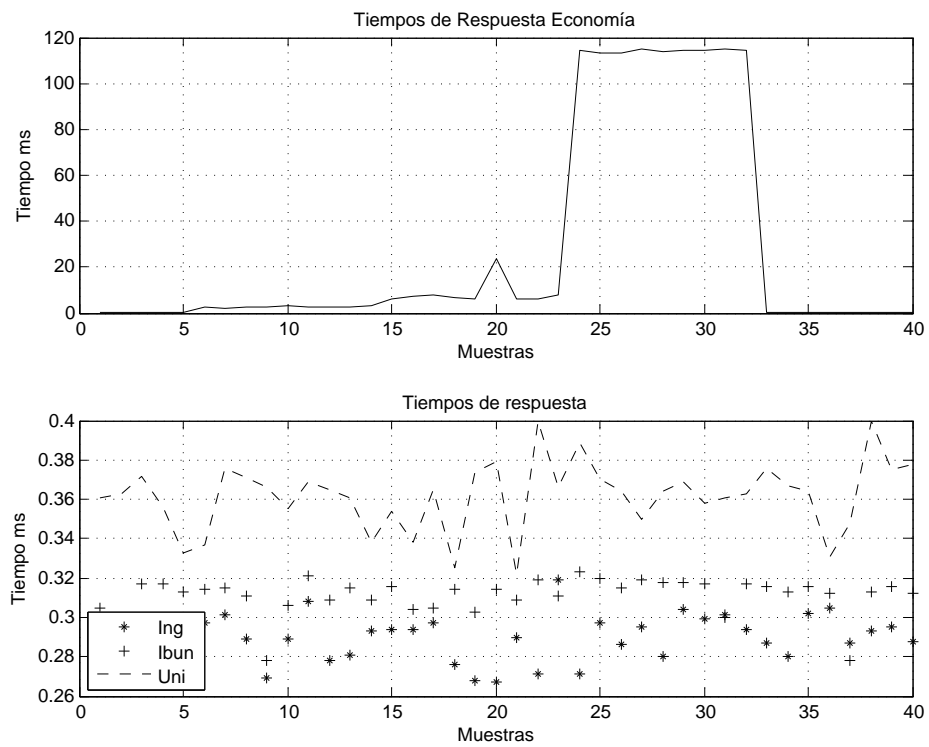 Tiempos de Respuesta Economía
120
100
80
60
40
20
0
Tiempo ms
0 5 10 15 20 25 30 35 40
Muestras
Tiempos de respuesta
0.4
0.38
0.36
0.34
0.32
0.3
0.28
0.26
Tiempo ms
Ing
Ibun
Uni
0 5 10 15 20 25 30 35 40
Muestras